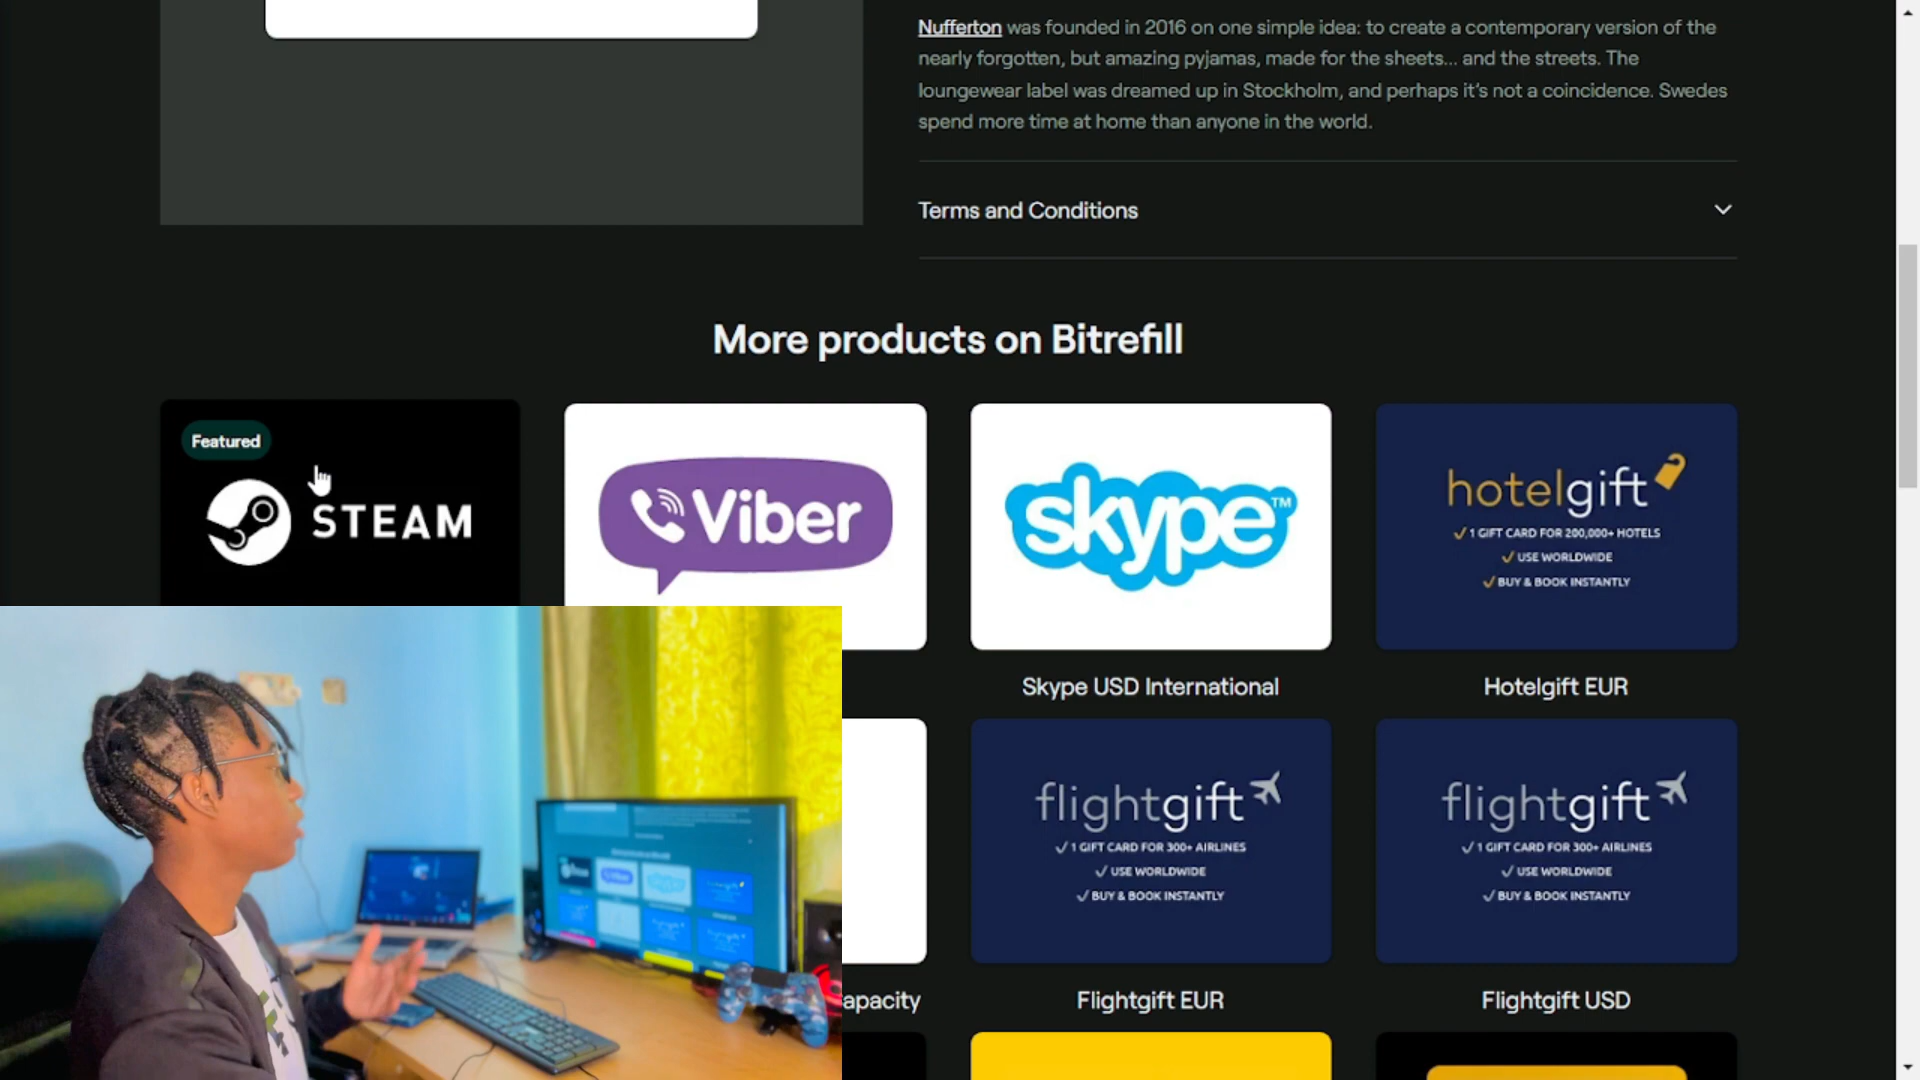 Nufferton was founded in 2016 on one simple idea: to create a contemporary version of the
nearly forgotten, but amazing pyjamas, made for the sheets... and the streets. The
loungewear label was dreamed up in Stockholm, and perhaps it's not a coincidence. Swedes
spend more time at home than anyone in the world.
Terms and Conditions
More products on Bitrefill
Featured
STEAM
Viber
skype™
hotelgift
✓ 1 GIFT CARD FOR 200,000+ HOTELS
✓ USE WORLDWIDE
✓ BUY & BOOK INSTANTLY
Skype USD International
Hotelgift EUR
flightgift
✓ 1 GIFT CARD FOR 300+ AIRLINES
✓ USE WORLDWIDE
✓ BUY & BOOK INSTANTLY
flightgift
✓ 1 GIFT CARD FOR 300+ AIRLINES
✓ USE WORLDWIDE
✓ BUY & BOOK INSTANTLY
apacity
Flightgift EUR
Flightgift USD